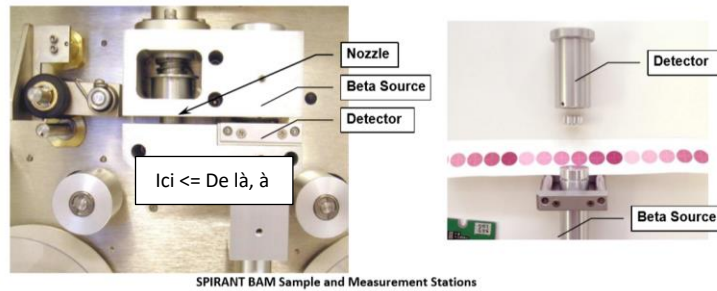 Nozzle
Beta Source
Detector
Ici <= De là, à
Detector
Beta Source
SPIRANT BAM Sample and Measurement Stations